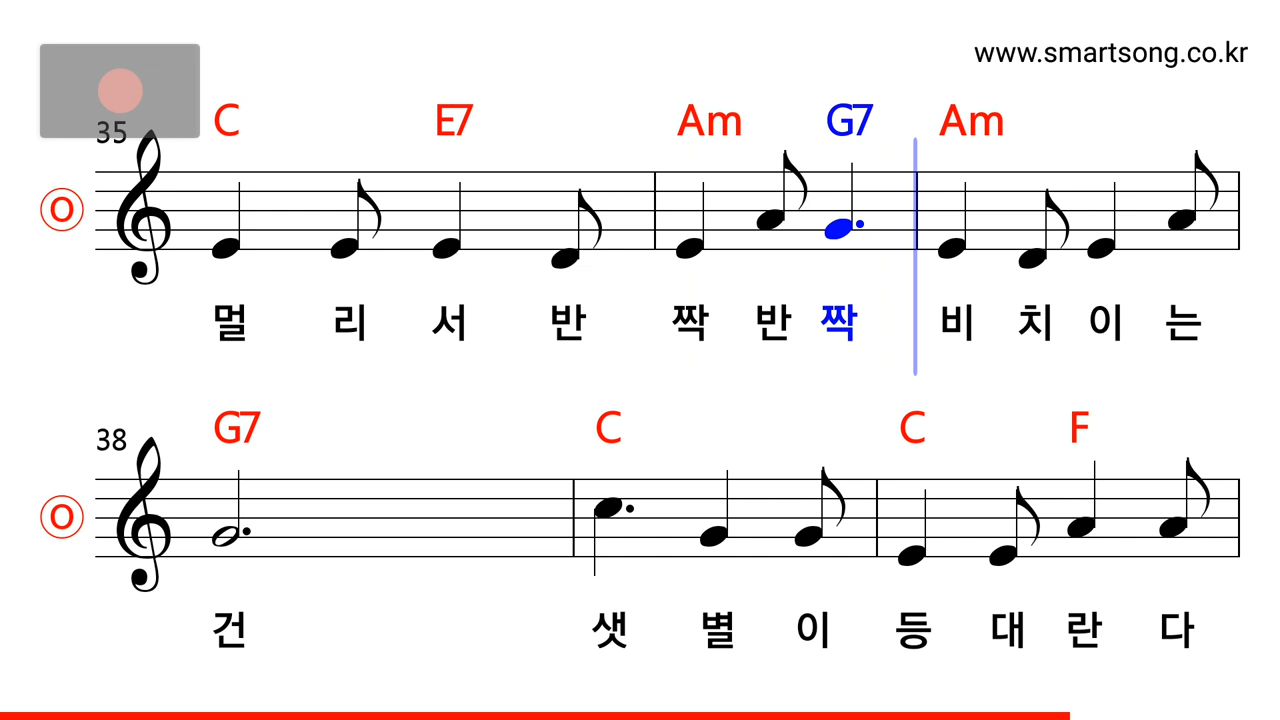 www.smartsong.co.kr
35
C E7 Am G7 Am
O
멀 리 서 반 짝 반 짝 비 치 이 는
38
G7 C C F
O
건 샛 별 이 등 대 란 다